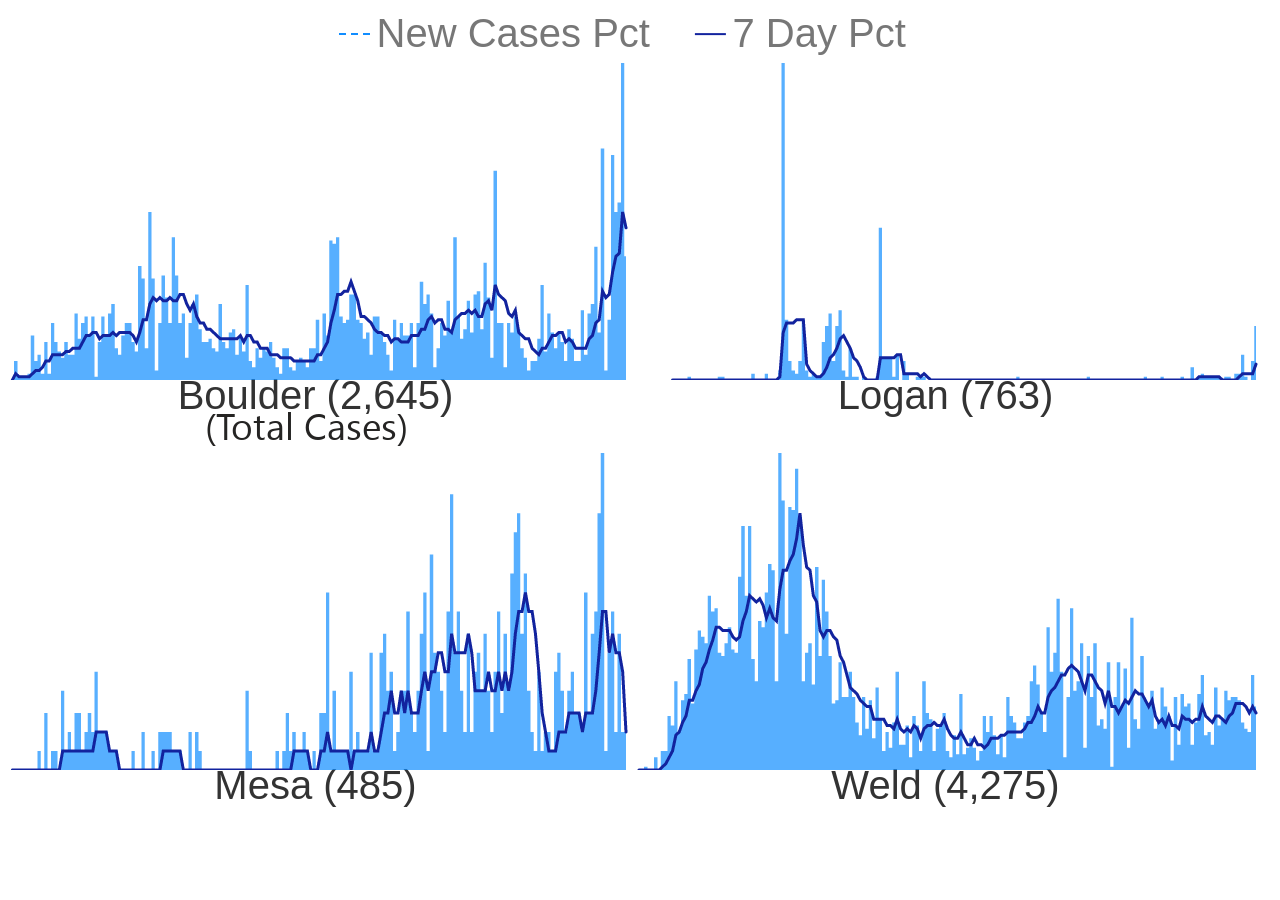 New Cases Pct 7 Day Pct
Boulder (2,645)
(Total Cases)
Logan (763)
Mesa (485)
Weld (4,275)